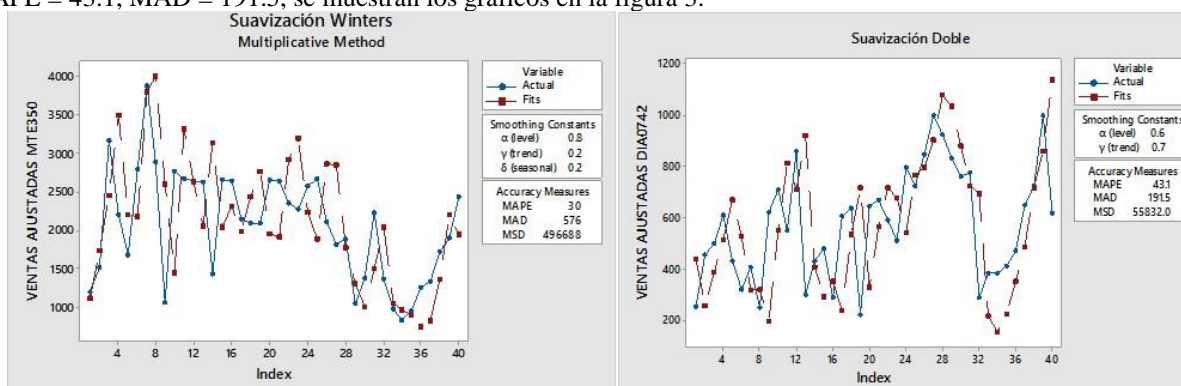 APE = 43.1, MAD = 191.5, se muestran los gráficos en la figura 3.
Suavización Winters
Multiplicative Method
VENTAS AJUSTADAS MTE350
4000
3500
3000
2500
2000
1500
1000
4 8 12 16 20 24 28 32 36 40
Index
Variable
Actual
Fits
Smoothing Constants
α (level) 0.8
γ (trend) 0.2
δ (seasonal) 0.2
Accuracy Measures
MAPE 30
MAD 576
MSD 496688
Suavización Doble
VENTAS AJUSTADAS DIA0742
1200
1000
800
600
400
200
4 8 12 16 20 24 28 32 36 40
Index
Variable
Actual
Fits
Smoothing Constants
α (level) 0.6
γ (trend) 0.7
Accuracy Measures
MAPE 43.1
MAD 191.5
MSD 55832.0